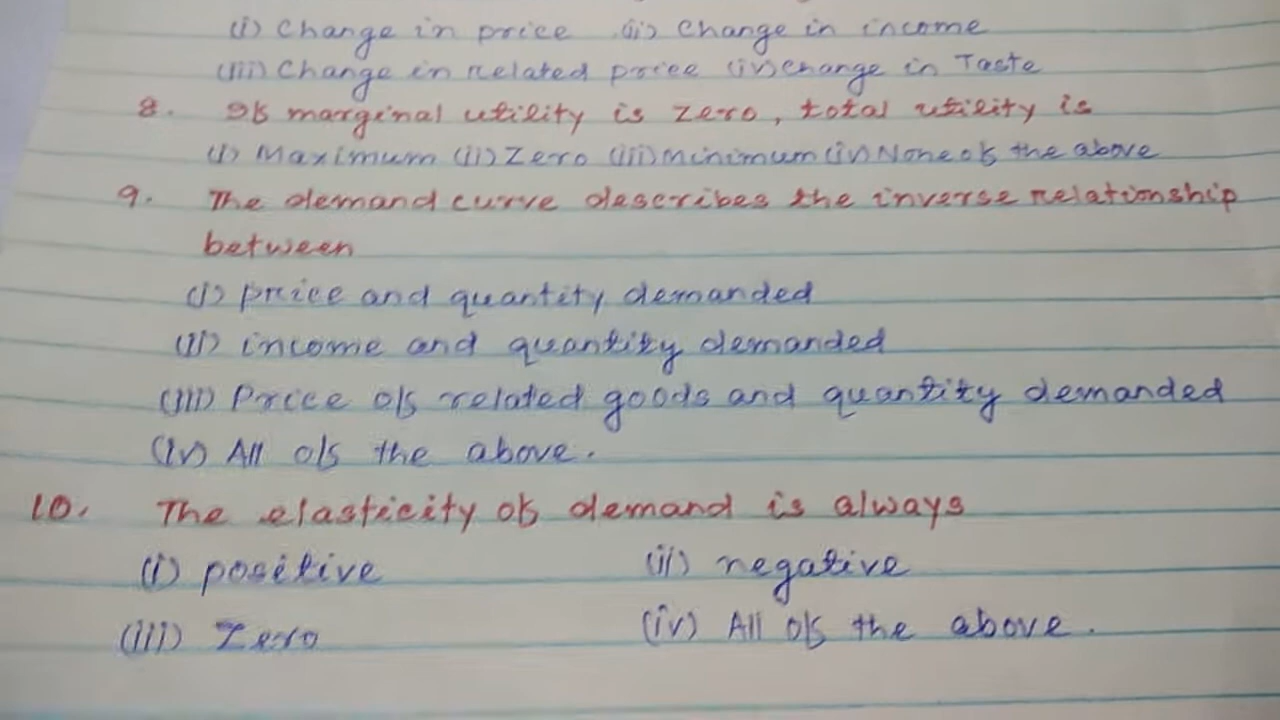 (i) Change in price (ii) Change in income
(iii) Change in related price (iv) Change in Taste
8. If marginal utility is zero, total utility is
(i) Maximum (ii) Zero (iii) Minimum (iv) None of the above
9. The demand curve describes the inverse relationship
between
(i) price and quantity demanded
(ii) income and quantity demanded
(iii) Price of related goods and quantity demanded
(iv) All of the above.
10. The elasticity of demand is always
(i) positive (ii) negative
(iii) Zero (iv) All of the above.